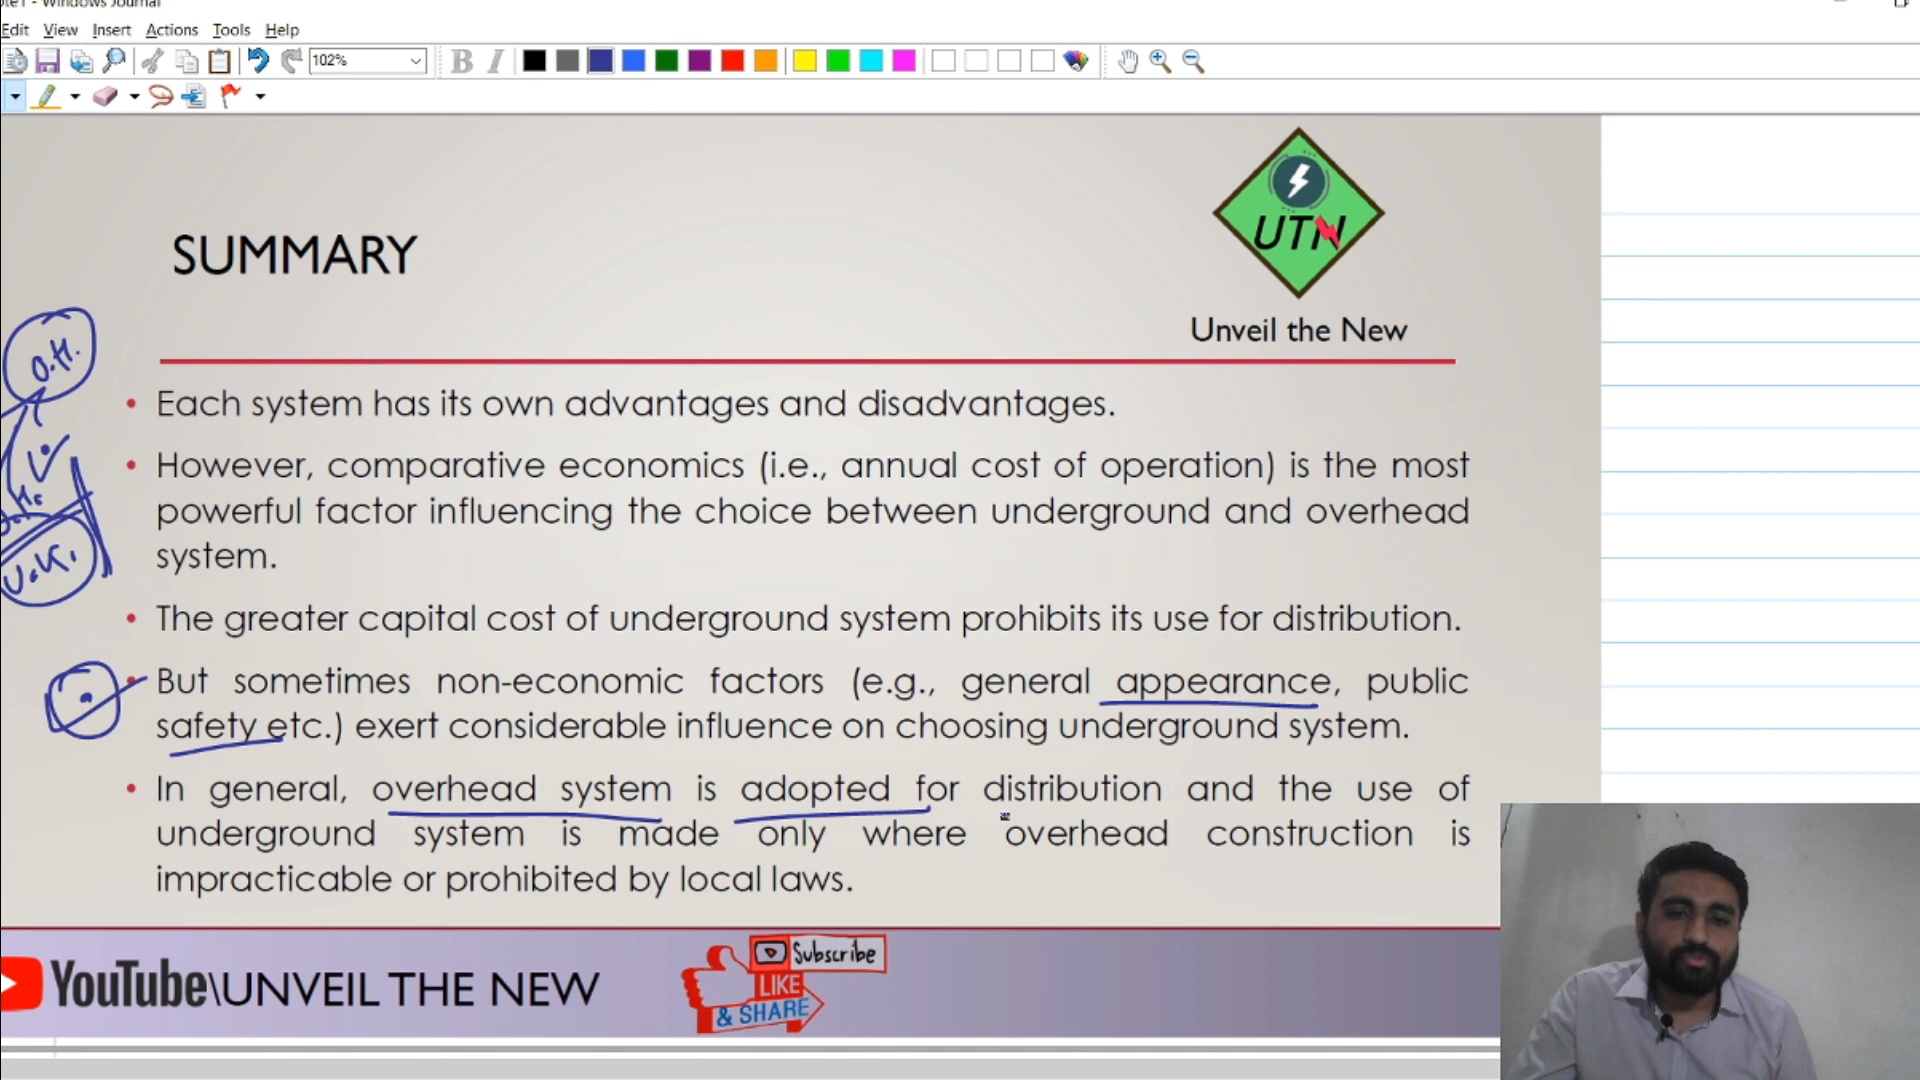 Windows Journal
Edit View Insert Actions Tools Help
102%
B I
UTN
SUMMARY
Unveil the New
O.H.
• Each system has its own advantages and disadvantages.
• However, comparative economics (i.e., annual cost of operation) is the most
powerful factor influencing the choice between underground and overhead
system.
• The greater capital cost of underground system prohibits its use for distribution.
• But sometimes non-economic factors (e.g., general appearance, public
safety etc.) exert considerable influence on choosing underground system.
• In general, overhead system is adopted for distribution and the use of
underground system is made only where overhead construction is
impracticable or prohibited by local laws.
YouTube\UNVEIL THE NEW
Subscribe
LIKE
& SHARE